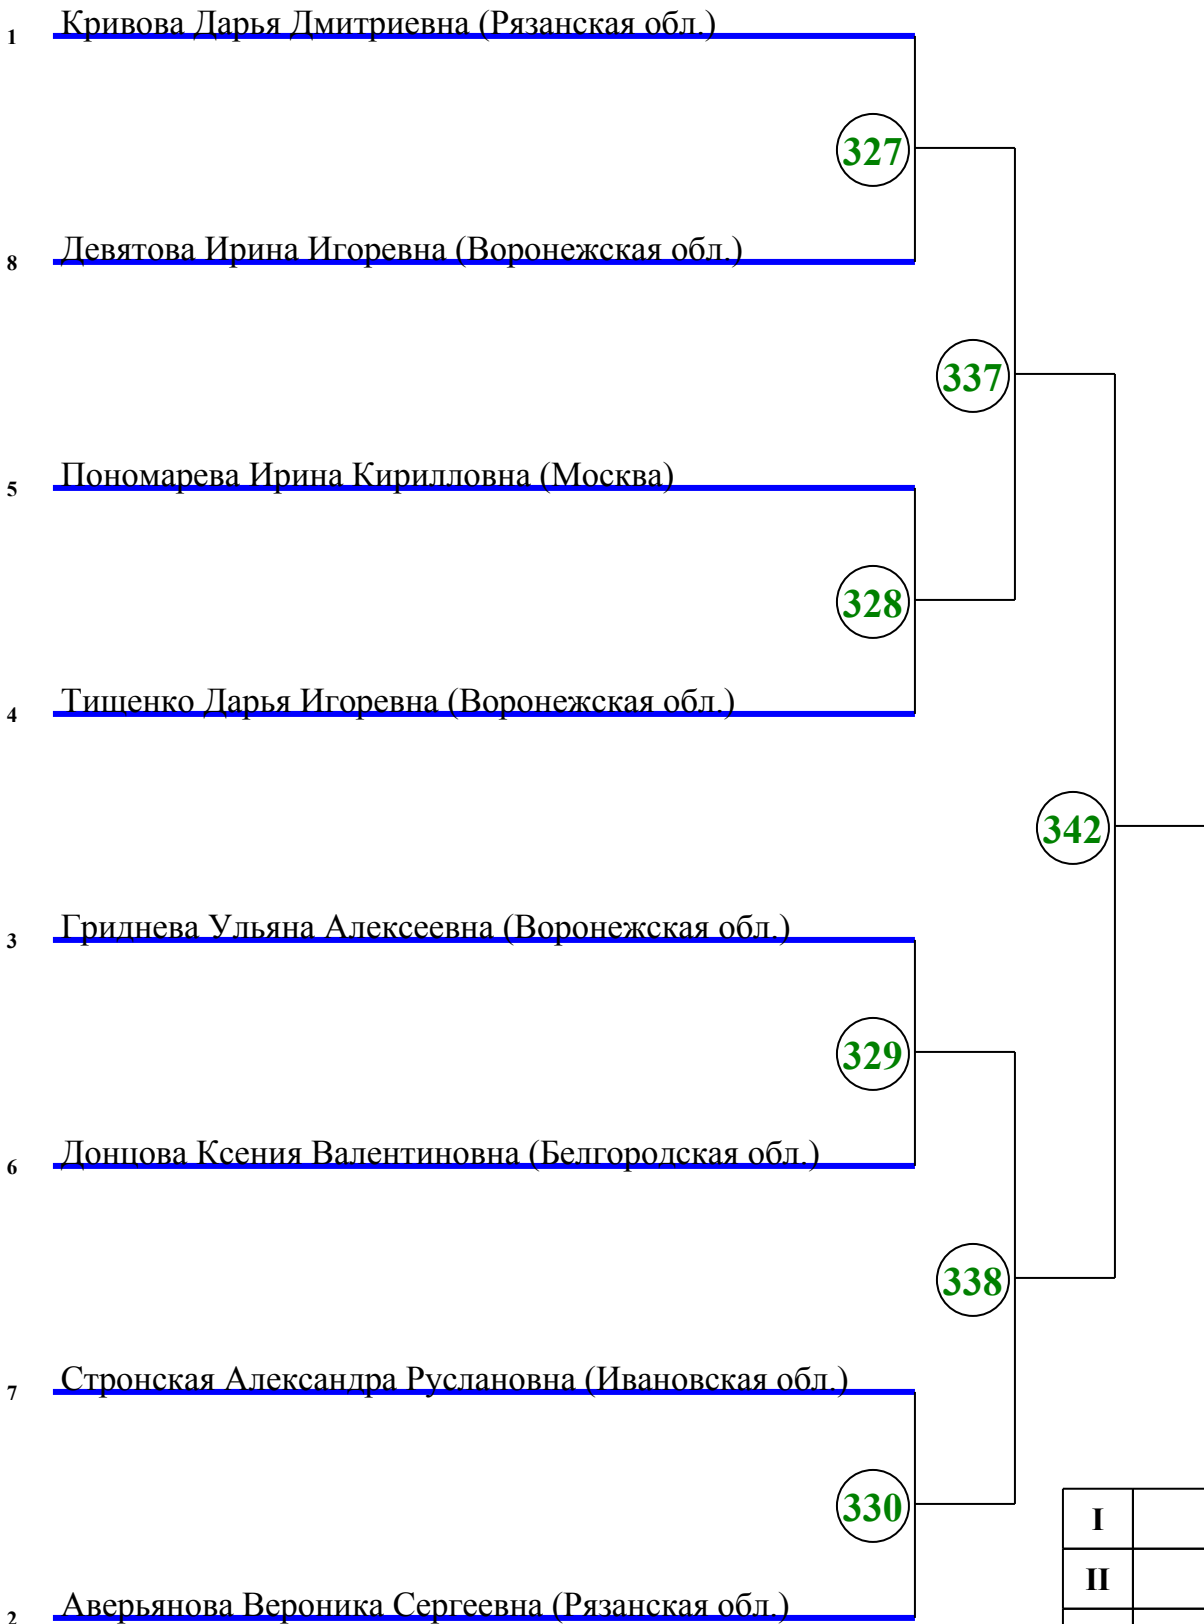 1 Кривова Дарья Дмитриевна (Рязанская обл.)
327
8 Девятова Ирина Игоревна (Воронежская обл.)
337
5 Пономарева Ирина Кирилловна (Москва)
328
4 Тищенко Дарья Игоревна (Воронежская обл.)
342
3 Гриднева Ульяна Алексеевна (Воронежская обл.)
329
6 Донцова Ксения Валентиновна (Белгородская обл.)
338
7 Стронская Александра Руслановна (Ивановская обл.)
330
I
II
2 Аверьянова Вероника Сергеевна (Рязанская обл.)